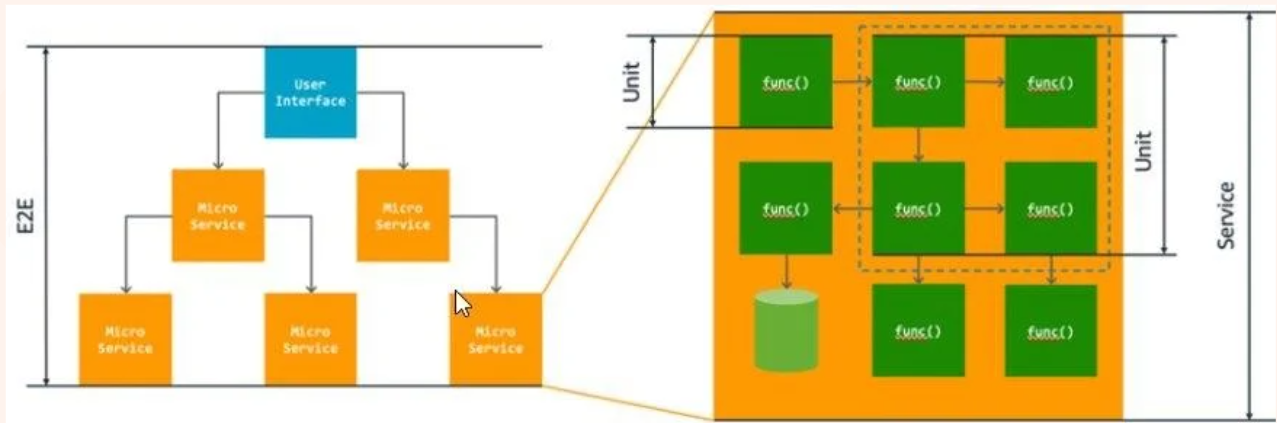 E2E
User
Interface
Micro
Service
Micro
Service
Micro
Service
Micro
Service
Micro
Service
Unit
func()
func()
func()
Unit
Service
func()
func()
func()
func()
func()